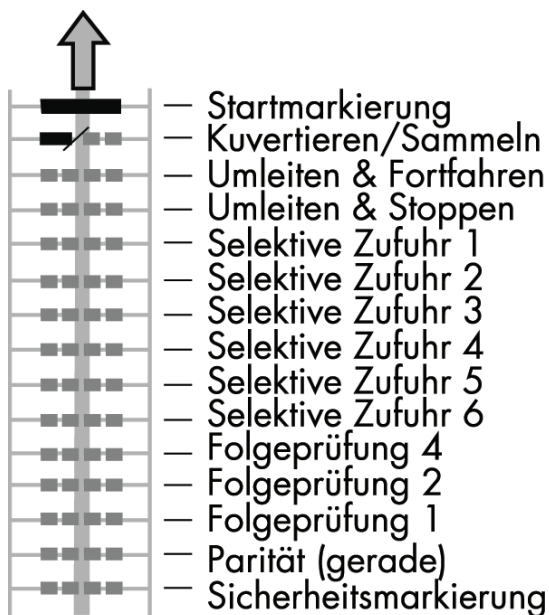 Startmarkierung
Kuvertieren/Sammeln
Umleiten & Fortfahren
Umleiten & Stoppen
Selektive Zufuhr 1
Selektive Zufuhr 2
Selektive Zufuhr 3
Selektive Zufuhr 4
Selektive Zufuhr 5
Selektive Zufuhr 6
Folgeprüfung 4
Folgeprüfung 2
Folgeprüfung 1
Parität (gerade)
Sicherheitsmarkierung